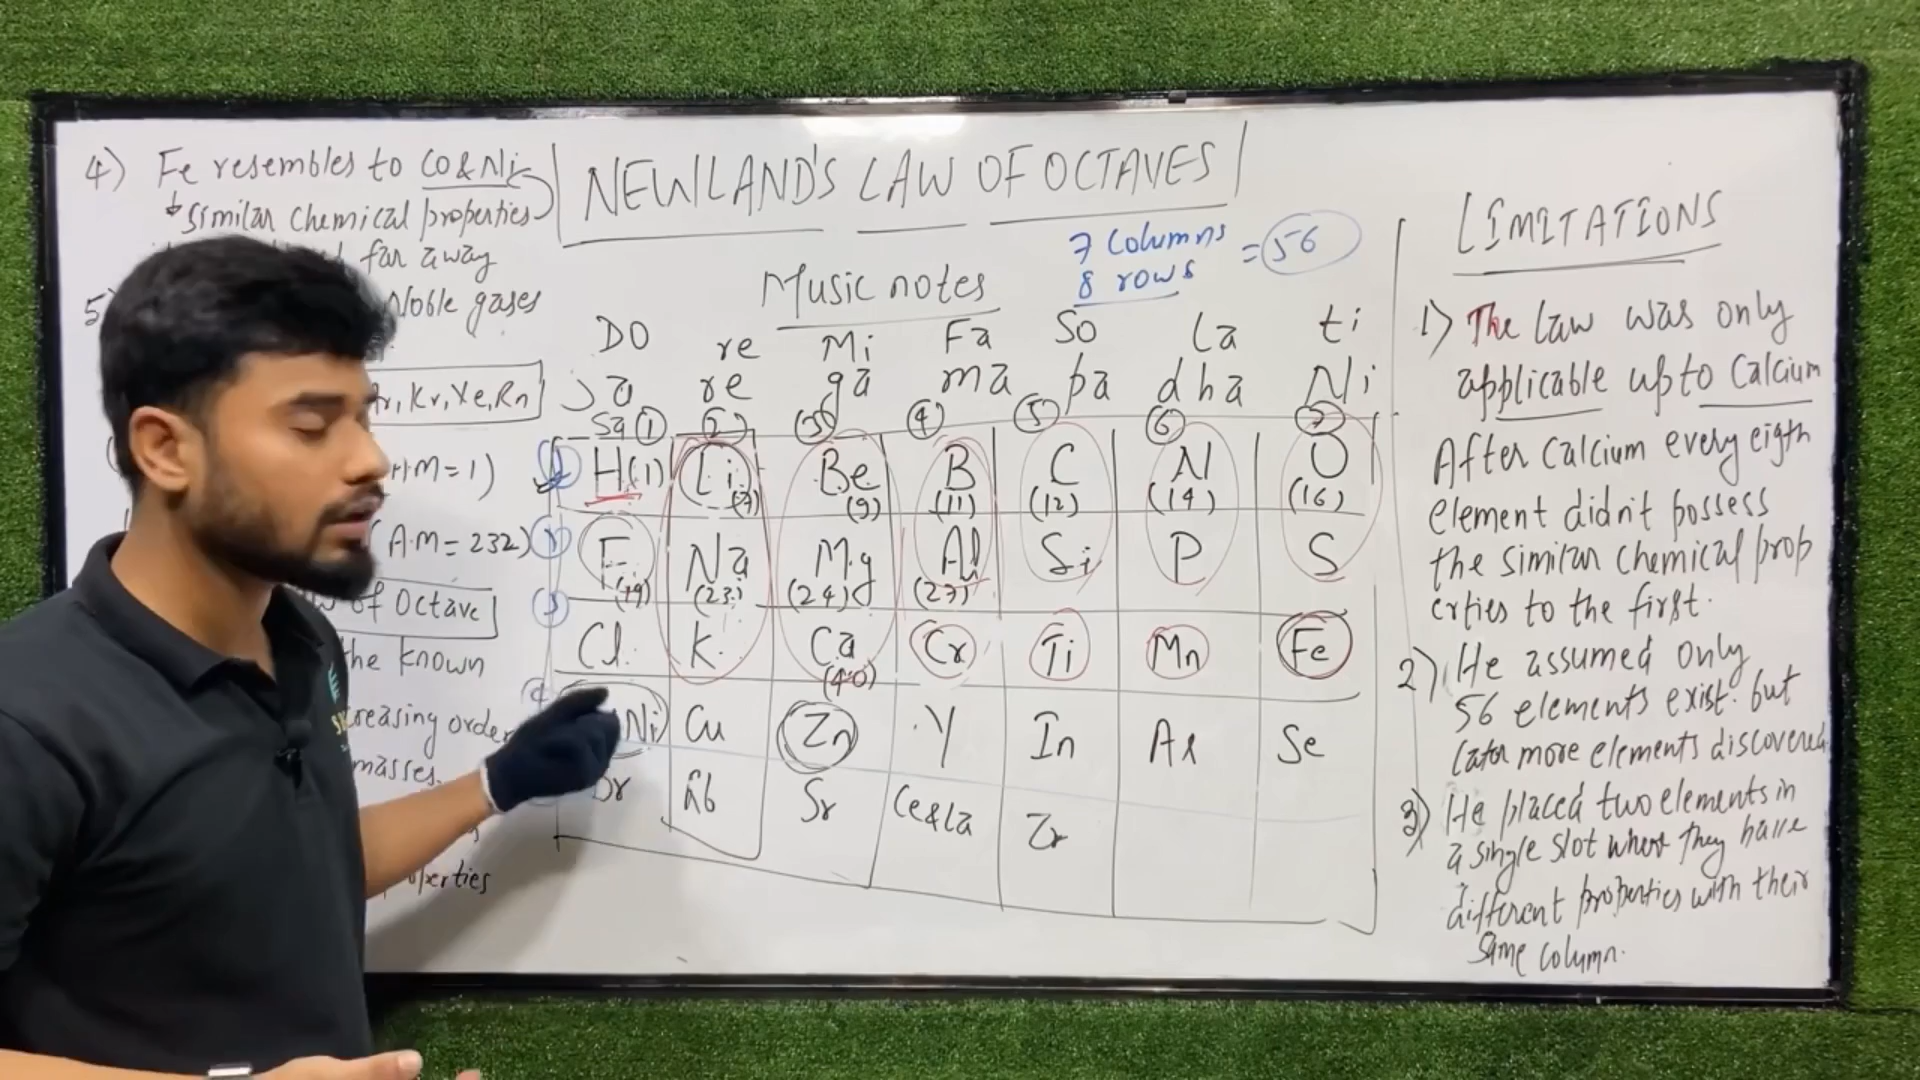 4) Fe resembles to Co & Ni
similar chemical properties
far away
5
Noble gases
Ar, Kr, Xe, Rn
M = 1)
(A.M = 232)
of Octave
the known
creasing order
masses.
operties
NEWLAND'S LAW OF OCTAVES
7 columns
8 rows = 56
Music notes
DO re Mi Fa So La ti
Sa re ga ma pa dha Ni
Sa 1 2 3 4 5 6 7
1 H(1) Li Be B C N O
(7) (9) (11) (12) (14) (16)
2 F Na Mg Al Si P S
(19) (23) (24) (27)
3
Cl K Ca Cr Ti Mn Fe
(40)
Ni Cu Zn Y In As Se
Br Rb Sr Ce&La Zr
LIMITATIONS
1) The law was only
applicable upto Calcium
After Calcium every eigth
element didn't possess
the similar chemical prop
erties to the first.
2) He assumed only
56 elements exist. but
later more elements discovered
3) He placed two elements in
a single slot where they have
different properties with their
same column.